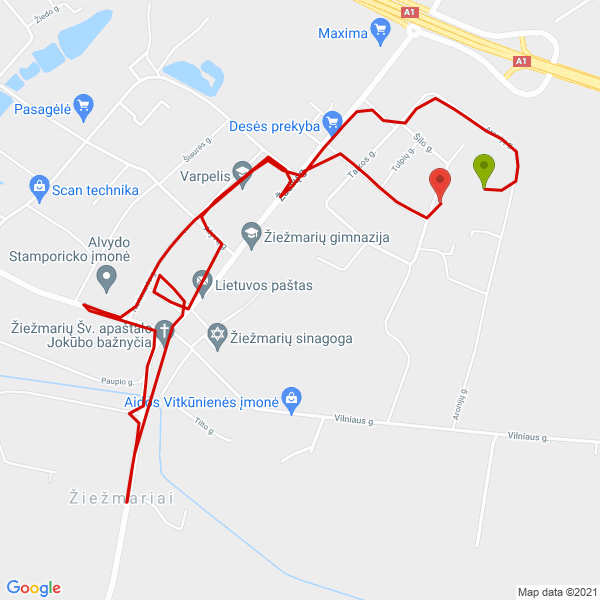 Žiedo g.
Maxima
A1
A1
Pasagėlė
Desės prekyba
Šilo g.
Šiaurės g.
Tulpių g.
Taikos g.
Varpelis
Scan technika
Alvydo
Stamporicko įmonė
Žiežmarių gimnazija
Lietuvos paštas
Žiežmarių Šv. apaštalo
Jokūbo bažnyčia
Žiežmarių sinagoga
Paupio g.
Aidos Vitkūnienės įmonė
Tilto g.
Vilniaus g.
Aronijų g.
Vilniaus g.
Žiežmariai
Google
Map data ©2021